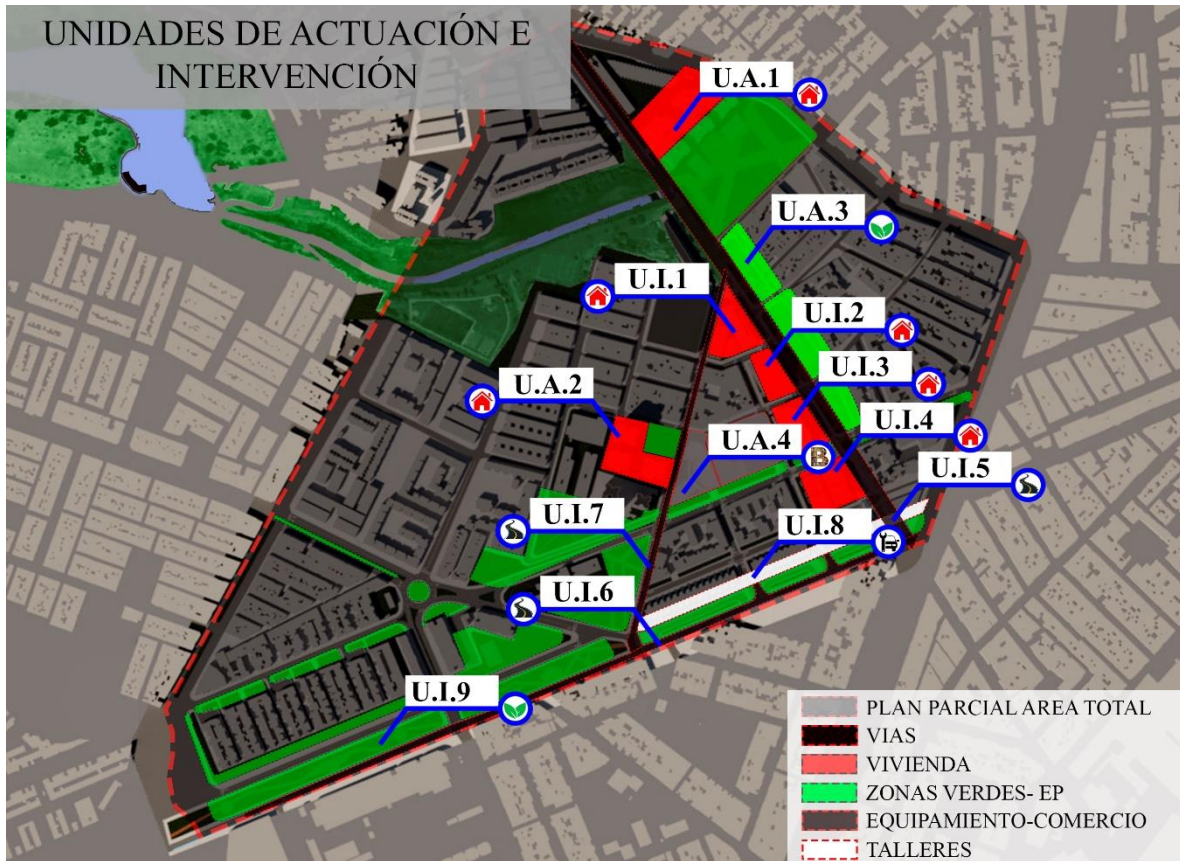 UNIDADES DE ACTUACIÓN E
INTERVENCIÓN
U.A.1
U.A.3
U.I.1
U.I.2
U.I.3
U.A.2
U.I.4
U.A.4
B
U.I.5
U.I.7
U.I.8
U.I.6
U.I.9
PLAN PARCIAL AREA TOTAL
VIAS
VIVIENDA
ZONAS VERDES- EP
EQUIPAMIENTO-COMERCIO
TALLERES